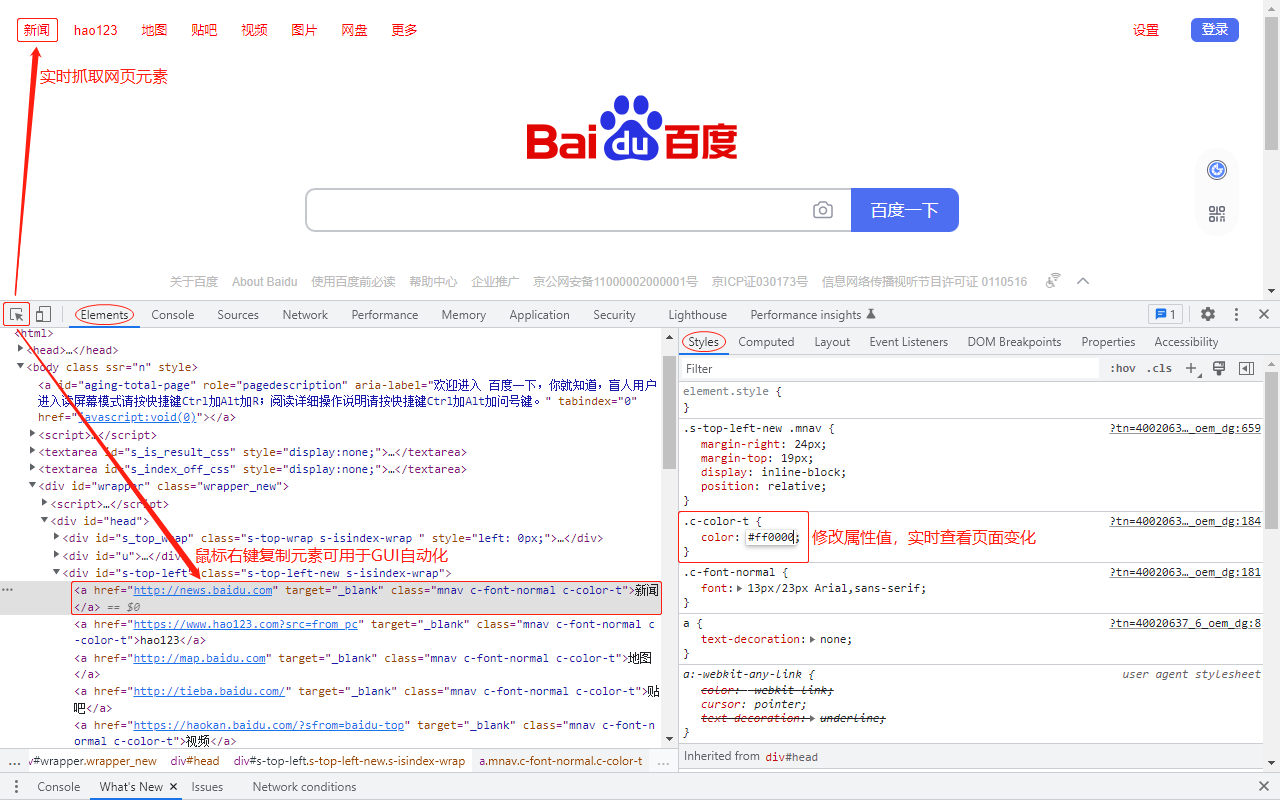 新闻 hao123 地图 贴吧 视频 图片 网盘 更多 设置 登录
实时抓取网页元素
Bai du 百度
百度一下
关于百度 About Baidu 使用百度前必读 帮助中心 企业推广 京公网安备11000002000001号 京ICP证030173号 信息网络传播视听节目许可证 0110516
Elements Console Sources Network Performance Memory Application Security Lighthouse Performance insights 1
<html>
<head>…</head>
<body class ssr="n" style>
<a id="aging-total-page" role="pagedescription" aria-label="欢迎进入 百度一下，你就知道，盲人用户
进入读屏幕模式请按快捷键Ctrl加Alt加R；阅读详细操作说明请按快捷键Ctrl加Alt加问号键。" tabindex="0"
href="javascript:void(0)"></a>
<script>…</script>
<textarea id="s_is_result_css" style="display:none;">…</textarea>
<textarea id="s_index_off_css" style="display:none;">…</textarea>
<div id="wrapper" class="wrapper_new">
<script>…</script>
<div id="head">
<div id="s_top_wrap" class="s-top-wrap s-isindex-wrap " style="left: 0px;">…</div>
<div id="u">…</div>
鼠标右键复制元素可用于GUI自动化
<div id="s-top-left" class="s-top-left-new s-isindex-wrap">
<a href="http://news.baidu.com" target="_blank" class="mnav c-font-normal c-color-t">新闻
</a> == $0
<a href="https://www.hao123.com?src=from_pc" target="_blank" class="mnav c-font-normal c
-color-t">hao123</a>
<a href="http://map.baidu.com" target="_blank" class="mnav c-font-normal c-color-t">地图
</a>
<a href="http://tieba.baidu.com/" target="_blank" class="mnav c-font-normal c-color-t">贴
吧</a>
<a href="https://haokan.baidu.com/?sfrom=baidu-top" target="_blank" class="mnav c-font-n
ormal c-color-t">视频</a>
… v#wrapper.wrapper_new div#head div#s-top-left.s-top-left-new.s-isindex-wrap a.mnav.c-font-normal.c-color-t …
Styles Computed Layout Event Listeners DOM Breakpoints Properties Accessibility
Filter :hov .cls
element.style {
}
.s-top-left-new .mnav { ?tn=4002063…_oem_dg:659
margin-right: 24px;
margin-top: 19px;
display: inline-block;
position: relative;
}
.c-color-t { ?tn=4002063…_oem_dg:184
color: #ff0000;
}
修改属性值，实时查看页面变化
.c-font-normal { ?tn=4002063…_oem_dg:181
font: 13px/23px Arial,sans-serif;
}
a { ?tn=40020637_6_oem_dg:8
text-decoration: none;
}
a:-webkit-any-link { user agent stylesheet
color: -webkit-link;
cursor: pointer;
text-decoration: underline;
}
Inherited from div#head
Console What's New Issues Network conditions